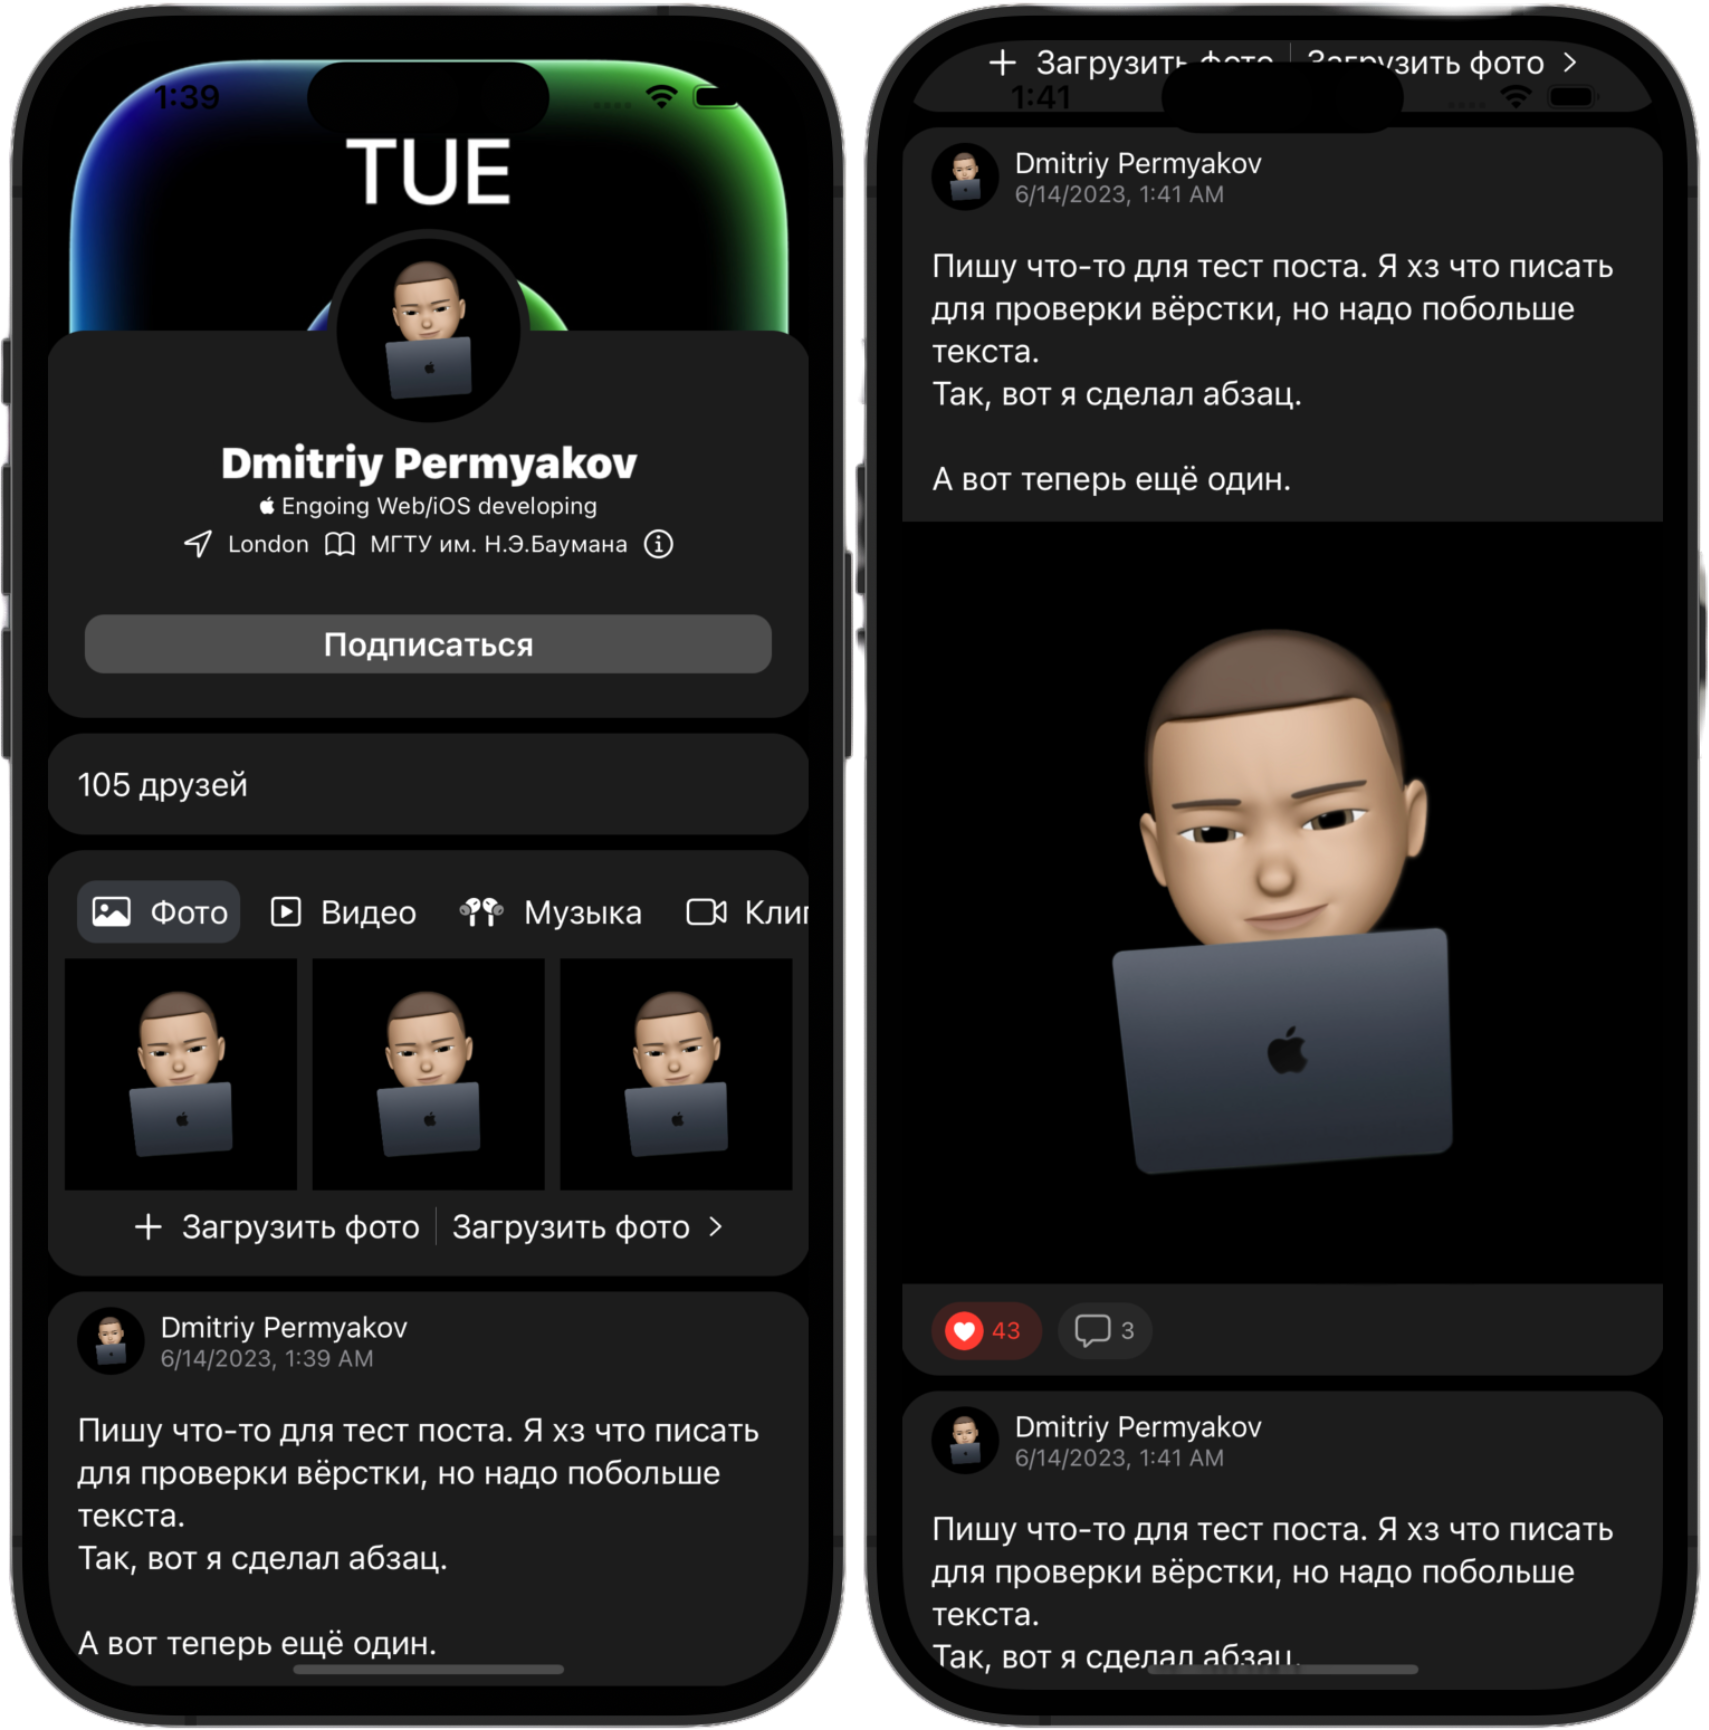 1:39
TUE
Dmitriy Permyakov
Engoing Web/iOS developing
London МГТУ им. Н.Э.Баумана
Подписаться
105 друзей
Фото Видео Музыка
Загрузить фото Загрузить фото
Dmitriy Permyakov
6/14/2023, 1:39 AM
Пишу что-то для тест поста. Я хз что писать
для проверки вёрстки, но надо побольше
текста.
Так, вот я сделал абзац.
А вот теперь ещё один.
Загрузить фото Загрузить фото
1:41
Dmitriy Permyakov
6/14/2023, 1:41 AM
Пишу что-то для тест поста. Я хз что писать
для проверки вёрстки, но надо побольше
текста.
Так, вот я сделал абзац.
А вот теперь ещё один.
43 3
Dmitriy Permyakov
6/14/2023, 1:41 AM
Пишу что-то для тест поста. Я хз что писать
для проверки вёрстки, но надо побольше
текста.
Так, вот я сделал абзац.